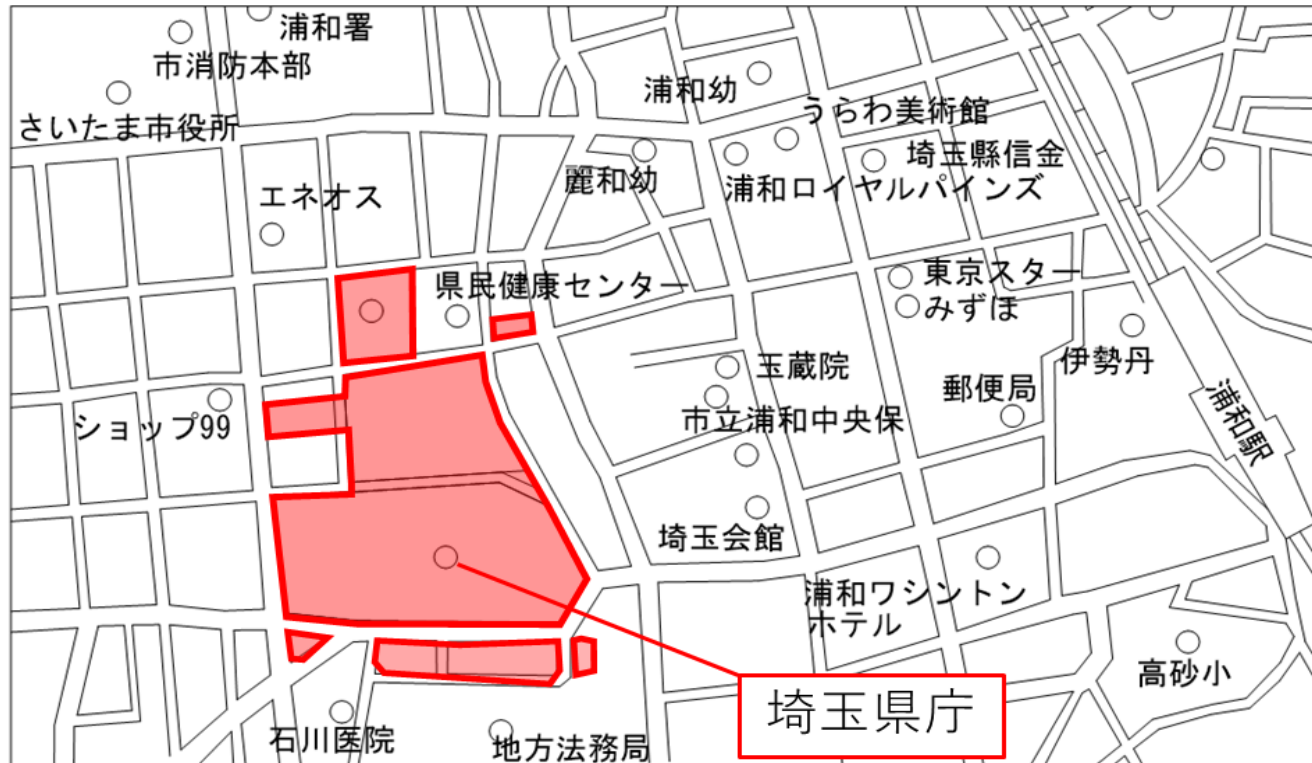 浦和署
市消防本部
浦和幼
うらわ美術館
さいたま市役所
埼玉縣信金
麗和幼
浦和ロイヤルパインズ
エネオス
東京スター
県民健康センター
みずほ
伊勢丹
玉蔵院
郵便局
浦和駅
ショップ99
市立浦和中央保
埼玉会館
浦和ワシントン
ホテル
高砂小
埼玉県庁
石川医院
地方法務局